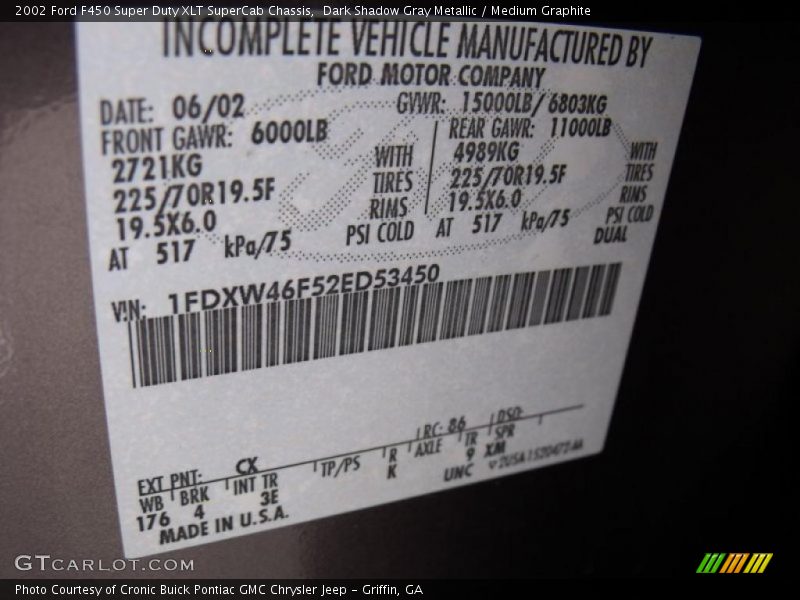 2002 Ford F450 Super Duty XLT SuperCab Chassis,  Dark Shadow Gray Metallic / Medium Graphite
INCOMPLETE VEHICLE MANUFACTURED BY
FORD MOTOR COMPANY
DATE: 06/02 GVWR: 15000LB/6803KG
FRONT GAWR: 6000LB REAR GAWR: 11000LB
2721KG WITH 4989KG WITH
225/70R19.5F TIRES 225/70R19.5F TIRES
19.5X6.0 RIMS 19.5X6.0 RIMS
AT 517 kPa/75 PSI COLD AT 517 kPa/75 PSI COLD
DUAL
VIN: 1FDXW46F52ED53450
EXT PNT: CX RC: 86 DSO:
WB BRK INT TR TP/PS R AXLE TR SPR
176 4 3E K 9 XM
MADE IN U.S.A. UNC
GTCARLOT.COM
Photo Courtesy of Cronic Buick Pontiac GMC Chrysler Jeep - Griffin, GA